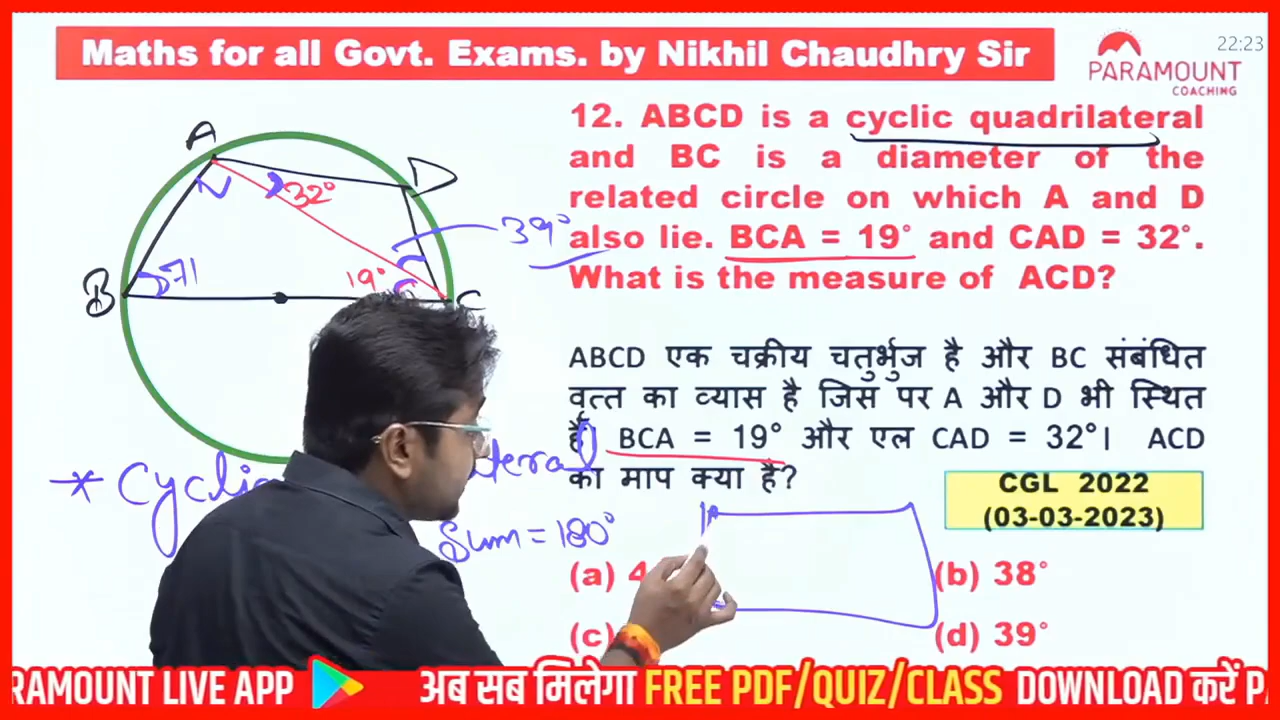 Maths for all Govt. Exams. by Nikhil Chaudhry Sir
22:23
PARAMOUNT
COACHING
12. ABCD is a cyclic quadrilateral
and BC is a diameter of the
related circle on which A and D
also lie. BCA = 19° and CAD = 32°.
What is the measure of ACD?
A
D
32°
39°
71
19°
B
C
ABCD एक चक्रीय चतुर्भुज है और BC संबंधित
वृत्त का व्यास है जिस पर A और D भी स्थित
हैं। BCA = 19° और एल CAD = 32°। ACD
का माप क्या है?
CGL 2022
(03-03-2023)
* Cyclic
Sum = 180°
(a) 4
(b) 38°
(c)
(d) 39°
RAMOUNT LIVE APP
अब सब मिलेगा FREE PDF/QUIZ/CLASS DOWNLOAD करें